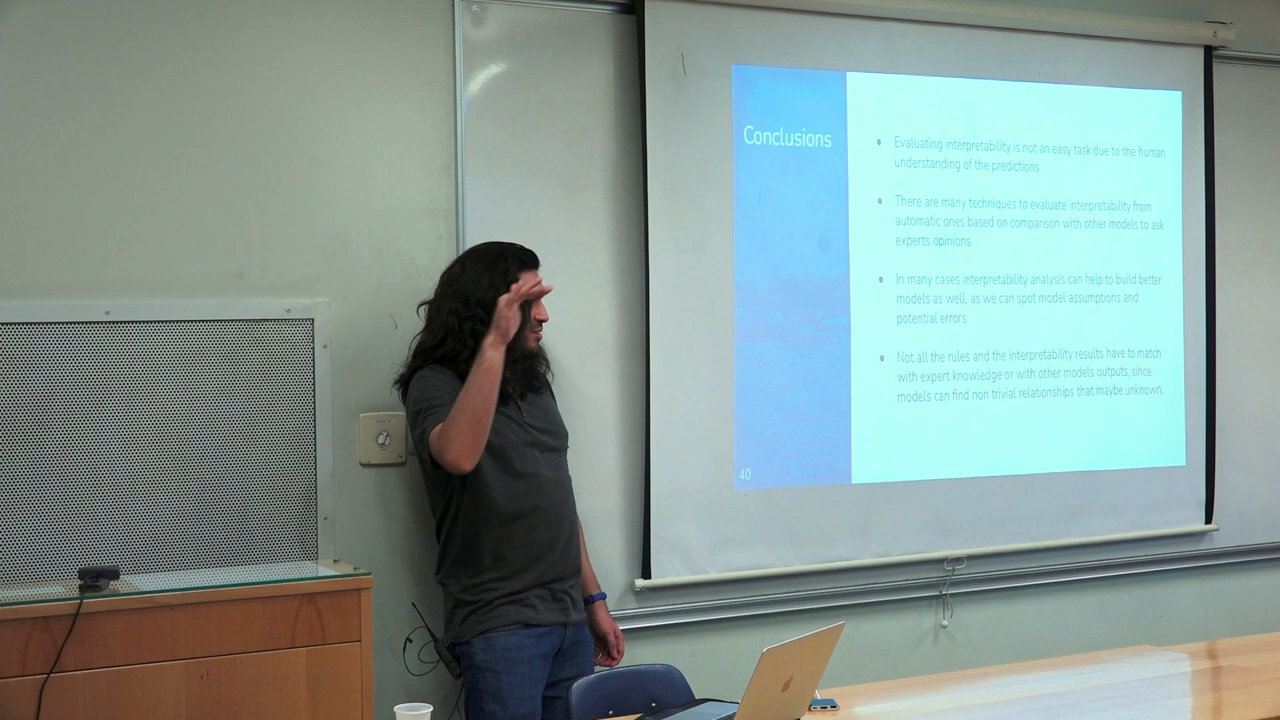 Conclusions
Evaluating interpretability is not an easy task due to the human
understanding of the predictions
There are many techniques to evaluate interpretability from
automatic ones based on comparison with other models to ask
experts opinions
In many cases interpretability analysis can help to build better
models as well, as we can spot model assumptions and
potential errors
Not all the rules and the interpretability results have to match
with expert knowledge or with other models outputs, since
models can find non trivial relationships that maybe unknown.
40